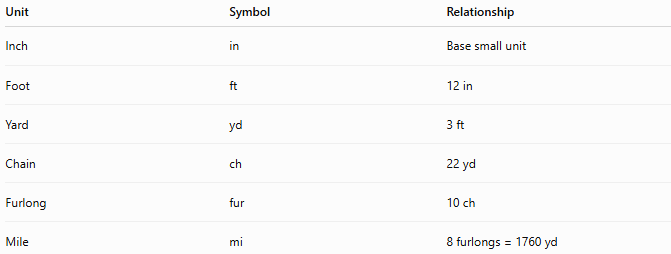 Unit Symbol Relationship
Inch in Base small unit
Foot ft 12 in
Yard yd 3 ft
Chain ch 22 yd
Furlong fur 10 ch
Mile mi 8 furlongs = 1760 yd